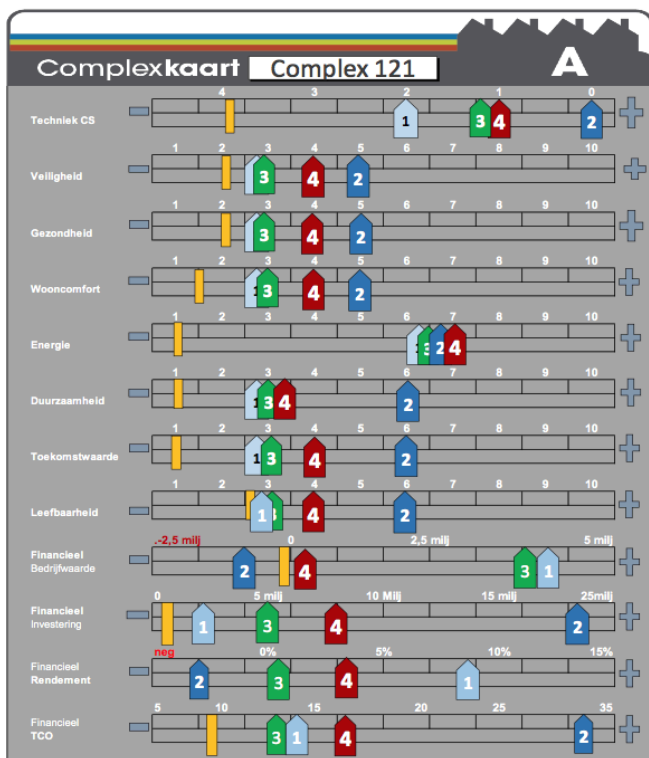 Complexkaart Complex 121 A
4 3 2 1 0
Techniek CS 1 3 4 2
1 2 3 4 5 6 7 8 9 10
Veiligheid 3 4 2
1 2 3 4 5 6 7 8 9 10
Gezondheid 3 4 2
1 2 3 4 5 6 7 8 9 10
Wooncomfort 1 3 4 2
1 2 3 4 5 6 7 8 9 10
Energie 1 3 2 4
1 2 3 4 5 6 7 8 9 10
Duurzaamheid 1 3 4 2
1 2 3 4 5 6 7 8 9 10
Toekomstwaarde 1 3 4 2
1 2 3 4 5 6 7 8 9 10
Leefbaarheid 1 3 4 2
.-2,5 milj 0 2,5 milj 5 milj
Financieel
Bedrijfwaarde 2 4 3 1
0 5 milj 10 Milj 15 milj 25milj
Financieel
Investering 1 3 4 2
neg 0% 5% 10% 15%
Financieel
Rendement 2 3 4 1
5 10 15 20 25 35
Financieel
TCO 3 1 4 2